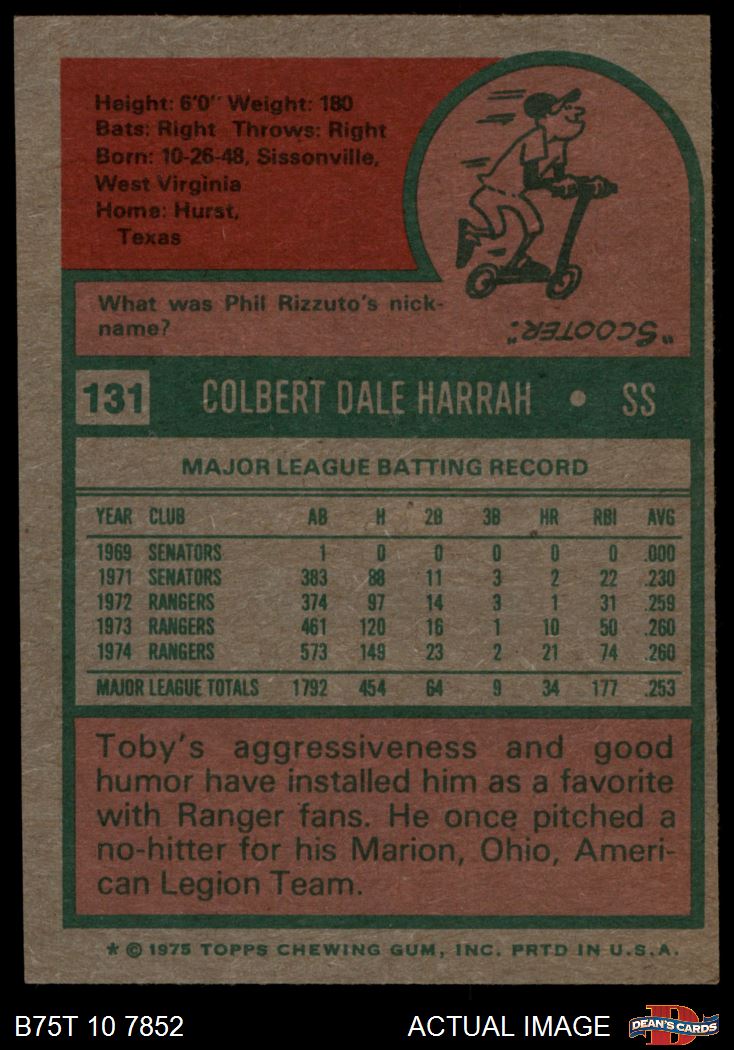 Height: 6'0" Weight: 180
Bats: Right Throws: Right
Born: 10-26-48, Sissonville,
West Virginia
Home: Hurst,
Texas
What was Phil Rizzuto's nick-
name?
"SCOOTER."
131 COLBERT DALE HARRAH • SS
MAJOR LEAGUE BATTING RECORD
YEAR CLUB AB H 2B 3B HR RBI AVG
1969 SENATORS 1 0 0 0 0 0 .000
1971 SENATORS 383 88 11 3 2 22 .230
1972 RANGERS 374 97 14 3 1 31 .259
1973 RANGERS 461 120 16 1 10 50 .260
1974 RANGERS 573 149 23 2 21 74 .260
MAJOR LEAGUE TOTALS 1792 454 64 9 34 177 .253
Toby's aggressiveness and good
humor have installed him as a favorite
with Ranger fans. He once pitched a
no-hitter for his Marion, Ohio, Ameri-
can Legion Team.
* © 1975 TOPPS CHEWING GUM, INC. PRTD IN U.S.A.
B75T 10 7852 ACTUAL IMAGE DEAN'S CARDS